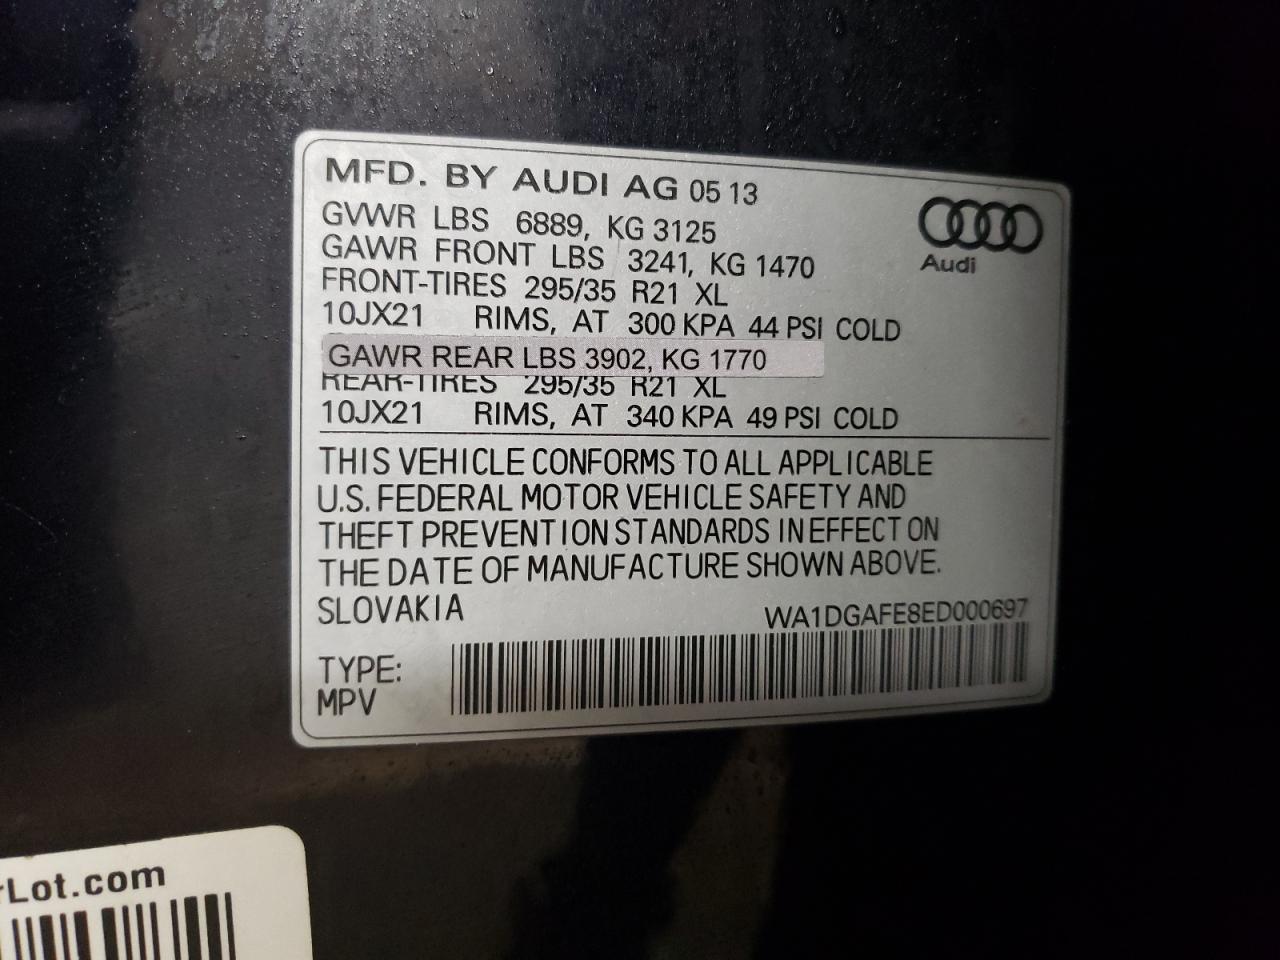 MFD. BY AUDI AG 05 13
GVWR LBS 6889, KG 3125
GAWR FRONT LBS 3241, KG 1470
FRONT-TIRES 295/35 R21 XL
10JX21 RIMS, AT 300 KPA 44 PSI COLD
GAWR REAR LBS 3902, KG 1770
REAR-TIRES 295/35 R21 XL
10JX21 RIMS, AT 340 KPA 49 PSI COLD
Audi
THIS VEHICLE CONFORMS TO ALL APPLICABLE
U.S. FEDERAL MOTOR VEHICLE SAFETY AND
THEFT PREVENTION STANDARDS IN EFFECT ON
THE DATE OF MANUFACTURE SHOWN ABOVE.
SLOVAKIA WA1DGAFE8ED000697
TYPE:
MPV
rLot.com